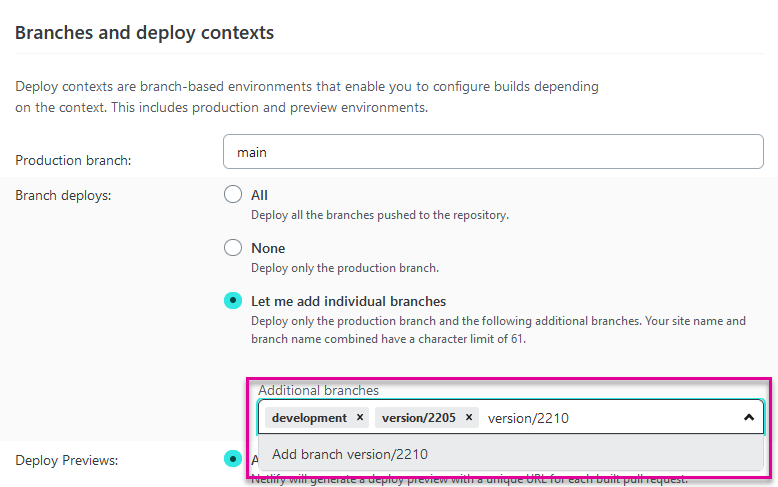 Branches and deploy contexts
Deploy contexts are branch-based environments that enable you to configure builds depending
on the context. This includes production and preview environments.
Production branch:
main
Branch deploys:
All
Deploy all the branches pushed to the repository.
None
Deploy only the production branch.
Let me add individual branches
Deploy only the production branch and the following additional branches. Your site name and
branch name combined have a character limit of 61.
Additional branches
development × version/2205 × version/2210
Add branch version/2210
Deploy Previews:
Netlify will generate a deploy preview with a unique URL for each built pull request.